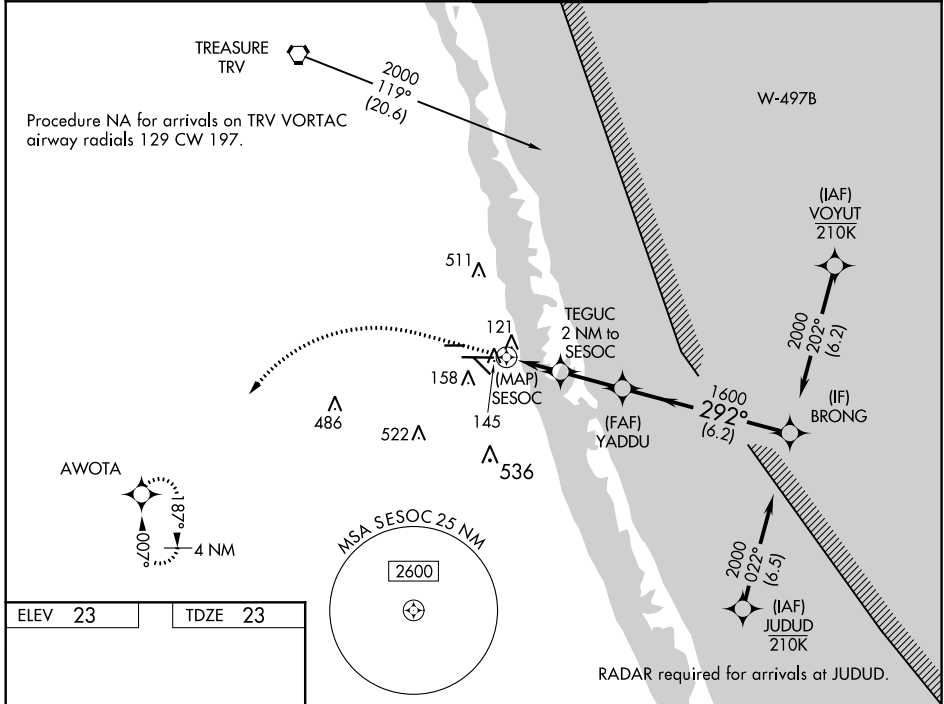 TREASURE
TRV
2000
119°
(20.6)
Procedure NA for arrivals on TRV VORTAC
airway radials 129 CW 197.
W-497B
(IAF)
VOYUT
210K
2000
202°
(6.2)
511
TEGUC
2 NM to
SESOC
121
158
(MAP)
SESOC
145
1600
292°
(6.2)
(IF)
BRONG
(FAF)
YADDU
486
522
536
AWOTA
187°
007°
4 NM
MSA SESOC 25 NM
2600
2000
022°
(6.5)
(IAF)
JUDUD
210K
ELEV 23
TDZE 23
RADAR required for arrivals at JUDUD.